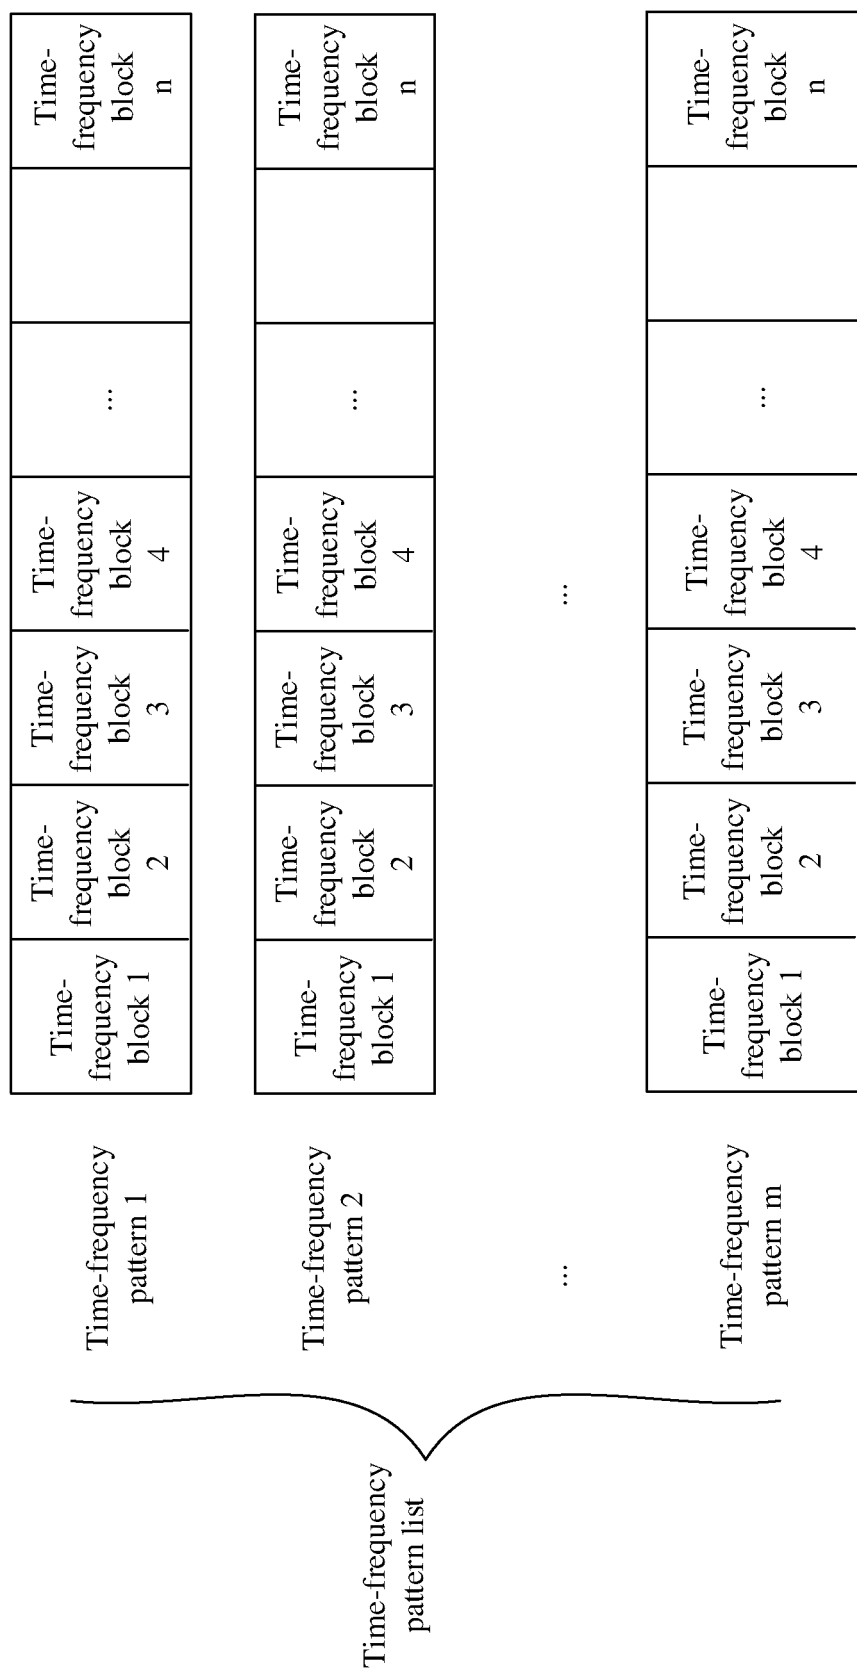 Time-frequency
pattern list
Time-frequency
pattern 1
Time-
frequency
block 1
Time-
frequency
block
2
Time-
frequency
block
3
Time-
frequency
block
4
...
Time-
frequency
block
n
Time-frequency
pattern 2
Time-
frequency
block 1
Time-
frequency
block
2
Time-
frequency
block
3
Time-
frequency
block
4
...
Time-
frequency
block
n
...
...
Time-frequency
pattern m
Time-
frequency
block 1
Time-
frequency
block
2
Time-
frequency
block
3
Time-
frequency
block
4
...
Time-
frequency
block
n